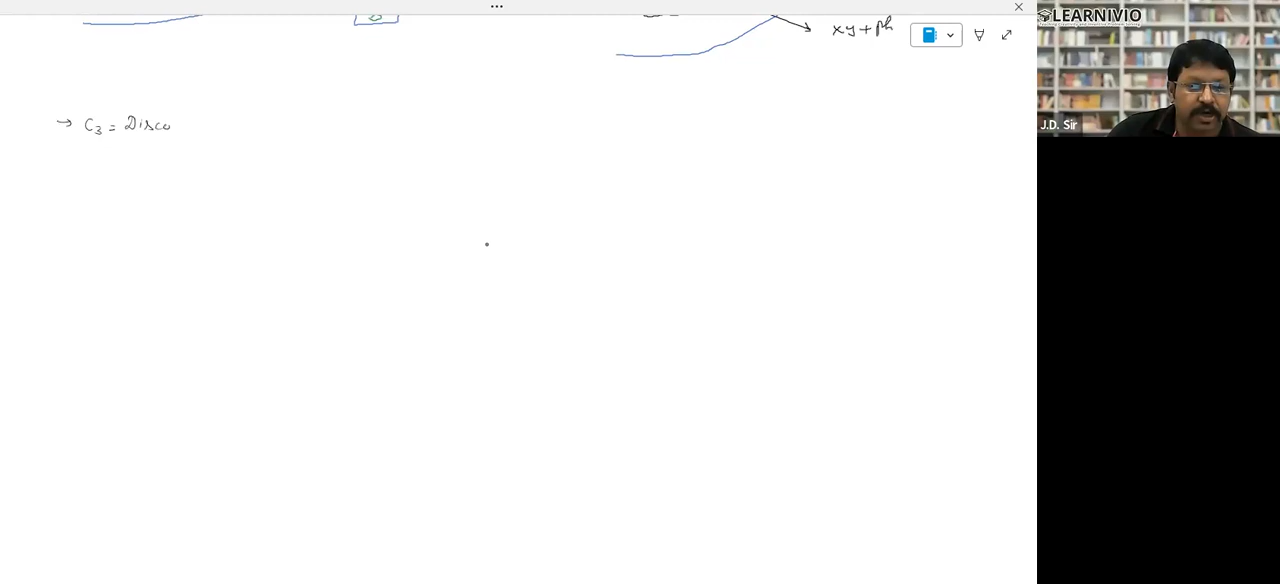 LEARNIVIO
xy + ph
J.D. Sir
→ C₃ = Disco